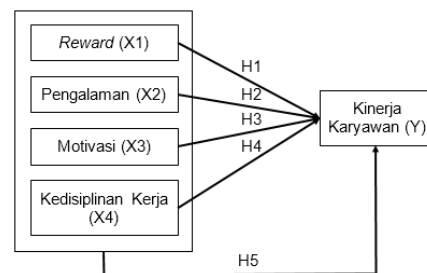 Reward (X1)
H1
Pengalaman (X2)
H2
Kinerja
Karyawan (Y)
H3
Motivasi (X3)
H4
Kedisiplinan Kerja
(X4)
H5